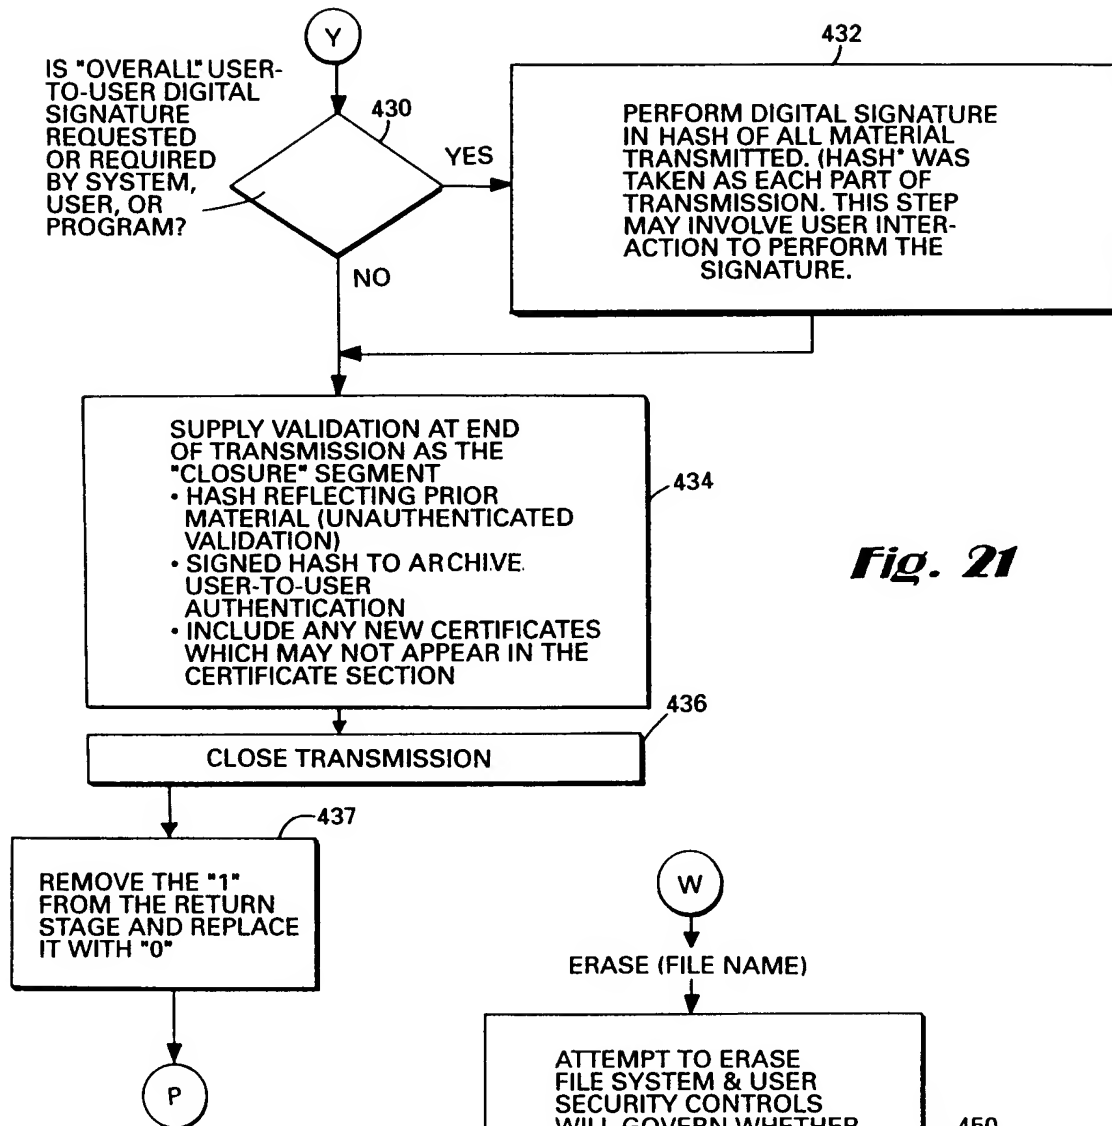 Y
IS "OVERALL" USER-
TO-USER DIGITAL
SIGNATURE
REQUESTED
OR REQUIRED
BY SYSTEM,
USER, OR
PROGRAM?
430
YES
NO
432
PERFORM DIGITAL SIGNATURE
IN HASH OF ALL MATERIAL
TRANSMITTED. (HASH" WAS
TAKEN AS EACH PART OF
TRANSMISSION. THIS STEP
MAY INVOLVE USER INTER-
ACTION TO PERFORM THE
SIGNATURE.
SUPPLY VALIDATION AT END
OF TRANSMISSION AS THE
"CLOSURE" SEGMENT
• HASH REFLECTING PRIOR
MATERIAL (UNAUTHENTICATED
VALIDATION)
• SIGNED HASH TO ARCHIVE.
USER-TO-USER
AUTHENTICATION
• INCLUDE ANY NEW CERTIFICATES
WHICH MAY NOT APPEAR IN THE
CERTIFICATE SECTION
434
Fig. 21
436
CLOSE TRANSMISSION
437
REMOVE THE "1"
FROM THE RETURN
STAGE AND REPLACE
IT WITH "0"
P
W
ERASE (FILE NAME)
ATTEMPT TO ERASE
FILE SYSTEM & USER
SECURITY CONTROLS
WILL GOVERN WHETHER
450